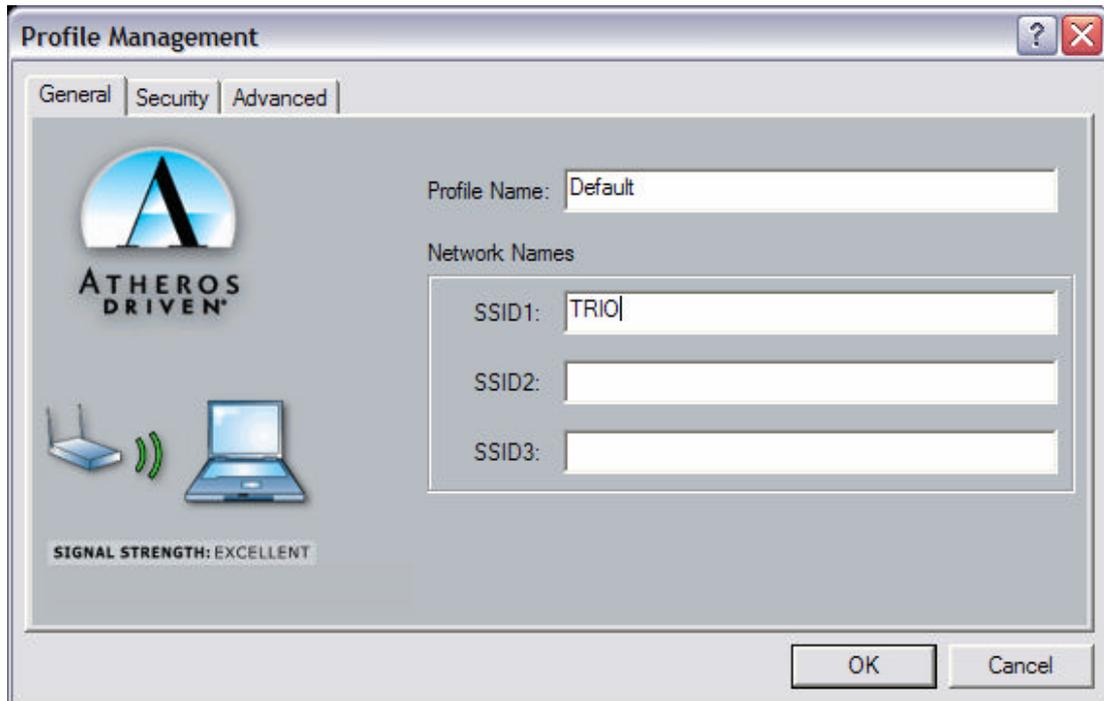 Profile Management
General
Security
Advanced
ATHEROS
DRIVEN®
Profile Name: Default
Network Names
SSID1: TRIO
SSID2:
SSID3:
SIGNAL STRENGTH: EXCELLENT
OK
Cancel